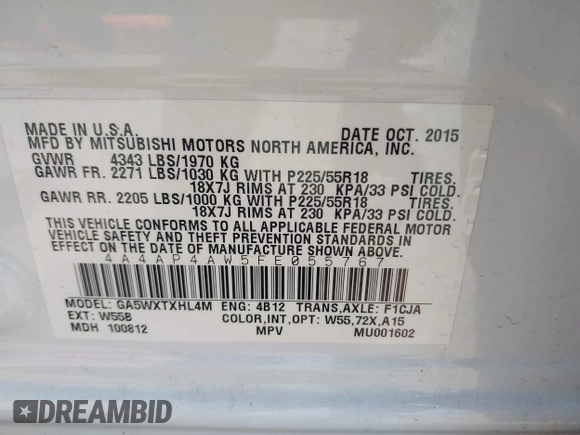 MADE IN U.S.A. DATE OCT. 2015
MFD BY MITSUBISHI MOTORS NORTH AMERICA, INC.
GVWR 4343 LBS/1970 KG
GAWR FR. 2271 LBS/1030 KG WITH P225/55R18 TIRES.
18X7J RIMS AT 230 KPA/33 PSI COLD.
GAWR RR. 2205 LBS/1000 KG WITH P225/55R18 TIRES.
18X7J RIMS AT 230 KPA/33 PSI COLD.
THIS VEHICLE CONFORMS TO ALL APPLICABLE FEDERAL MOTOR
VEHICLE SAFETY AND THEFT PREVENTION STANDARDS IN
EFFECT ON THE DATE OF MANUFACTURE SHOWN ABOVE.
4A4AP4AW5FE055767
MODEL: GA5WXTXHL4M ENG: 4B12 TRANS,AXLE: F1CJA
EXT: W55B COLOR,INT,OPT: W55,72X,A15
MDH 100812 MPV MU001602
DREAMBID